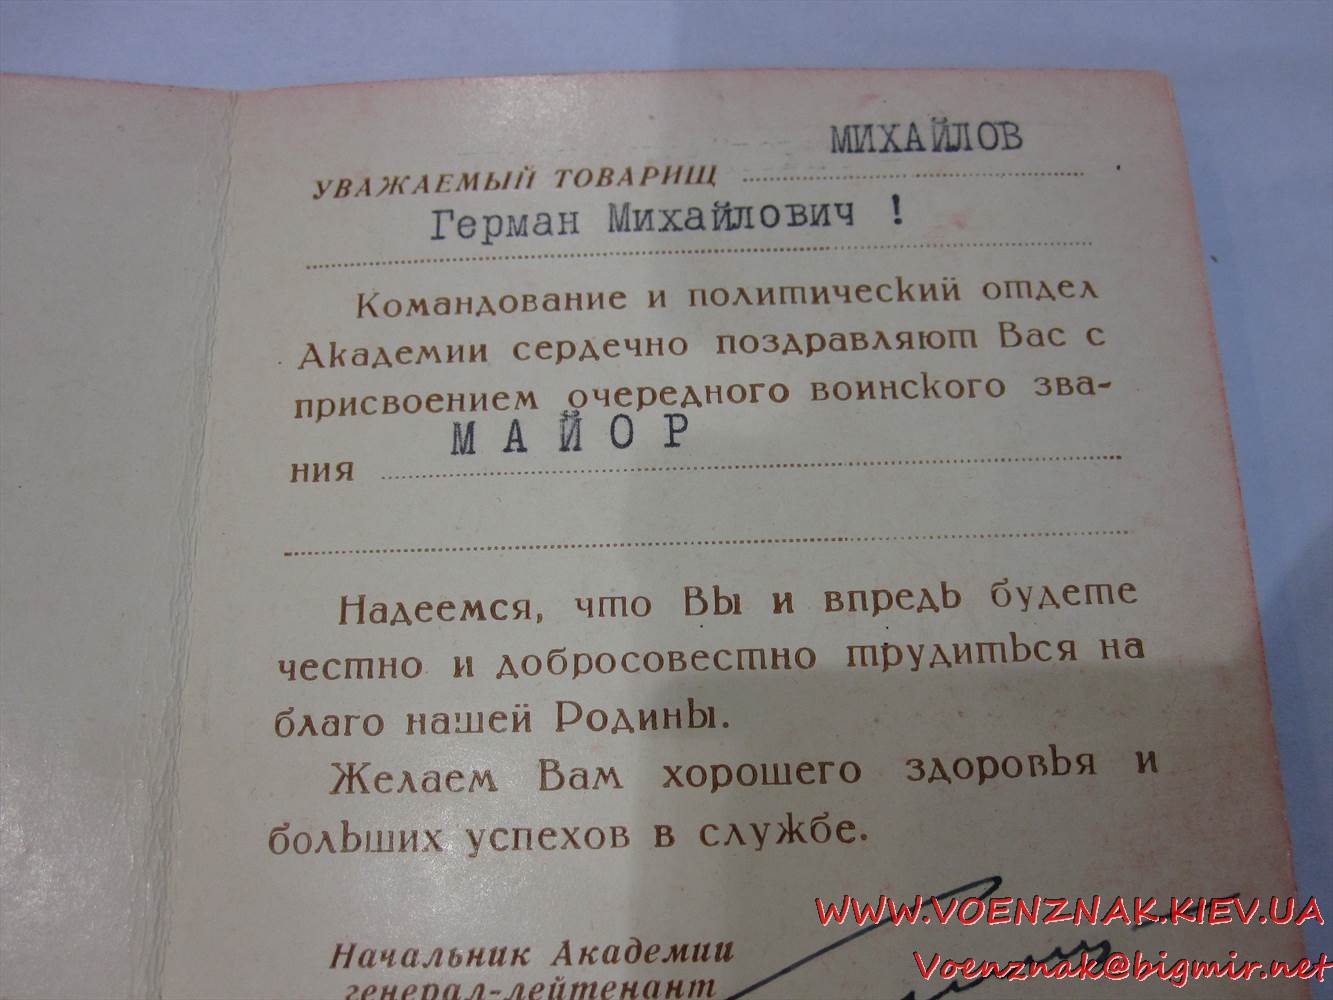 МИХАЙЛОВ
УВАЖАЕМЫЙ ТОВАРИЩ
Герман Михайлович !
Командование и политический отдел
Академии сердечно поздравляют Вас с
присвоением очередного воинского зва-
МАЙОР
ния
Надеемся, что Вы и впредь будете
честно и добросовестно трудиться на
благо нашей Родины.
Желаем Вам хорошего здоровья и
больших успехов в службе.
WWW.VOENZNAK.KIEV.UA
Начальник Академии
Voenznak@bigmir.net
генерал-лейтенант